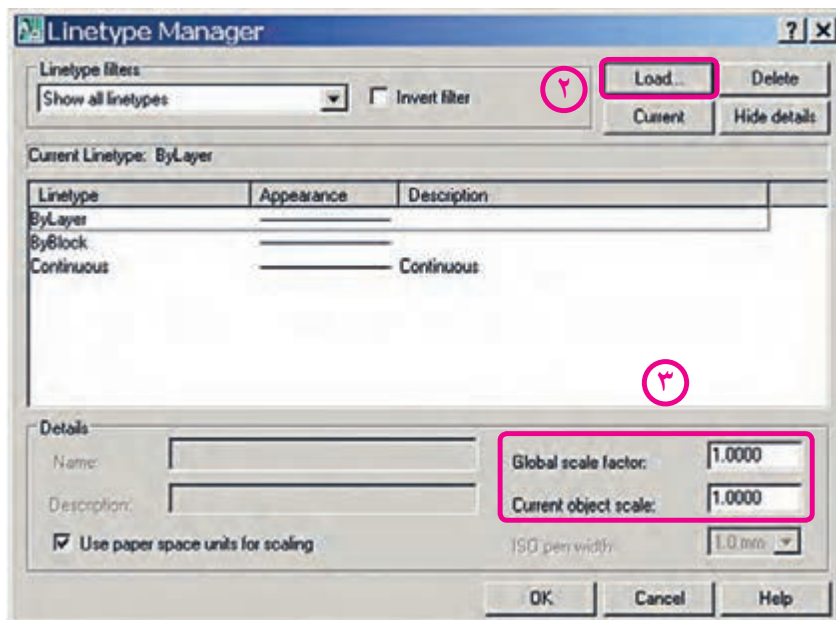 Linetype Manager
Linetype filters
Show all linetypes
Invert filter
۲
Load...
Delete
Current
Hide details
Current Linetype: ByLayer
Linetype Appearance Description
ByLayer
ByBlock
Continuous Continuous
۳
Details
Name:
Description:
Use paper space units for scaling
Global scale factor: 1.0000
Current object scale: 1.0000
ISO pen width: 1.0 mm
OK Cancel Help